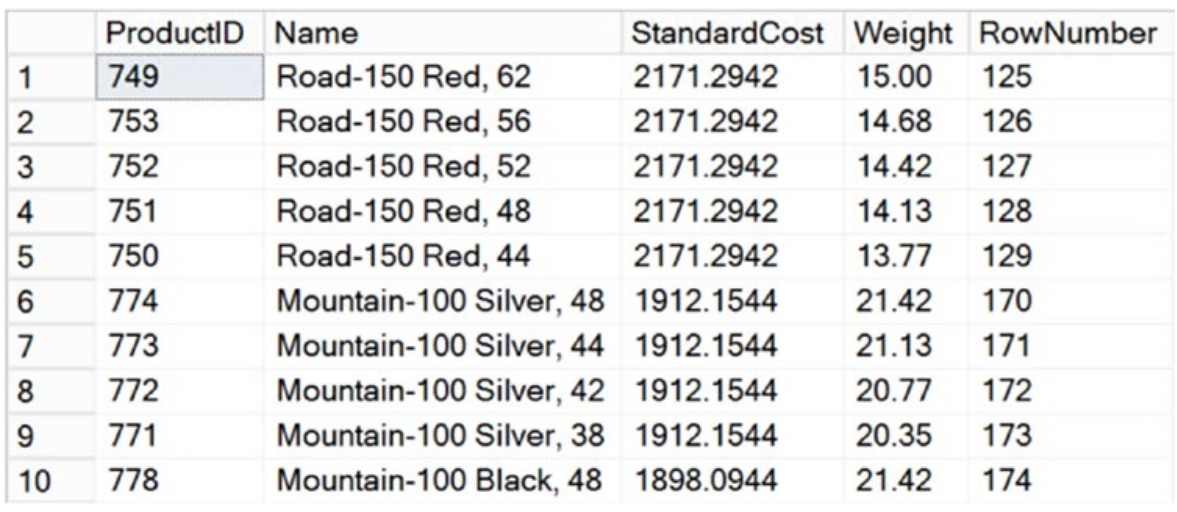 ProductID Name StandardCost Weight RowNumber
1 749 Road-150 Red, 62 2171.2942 15.00 125
2 753 Road-150 Red, 56 2171.2942 14.68 126
3 752 Road-150 Red, 52 2171.2942 14.42 127
4 751 Road-150 Red, 48 2171.2942 14.13 128
5 750 Road-150 Red, 44 2171.2942 13.77 129
6 774 Mountain-100 Silver, 48 1912.1544 21.42 170
7 773 Mountain-100 Silver, 44 1912.1544 21.13 171
8 772 Mountain-100 Silver, 42 1912.1544 20.77 172
9 771 Mountain-100 Silver, 38 1912.1544 20.35 173
10 778 Mountain-100 Black, 48 1898.0944 21.42 174